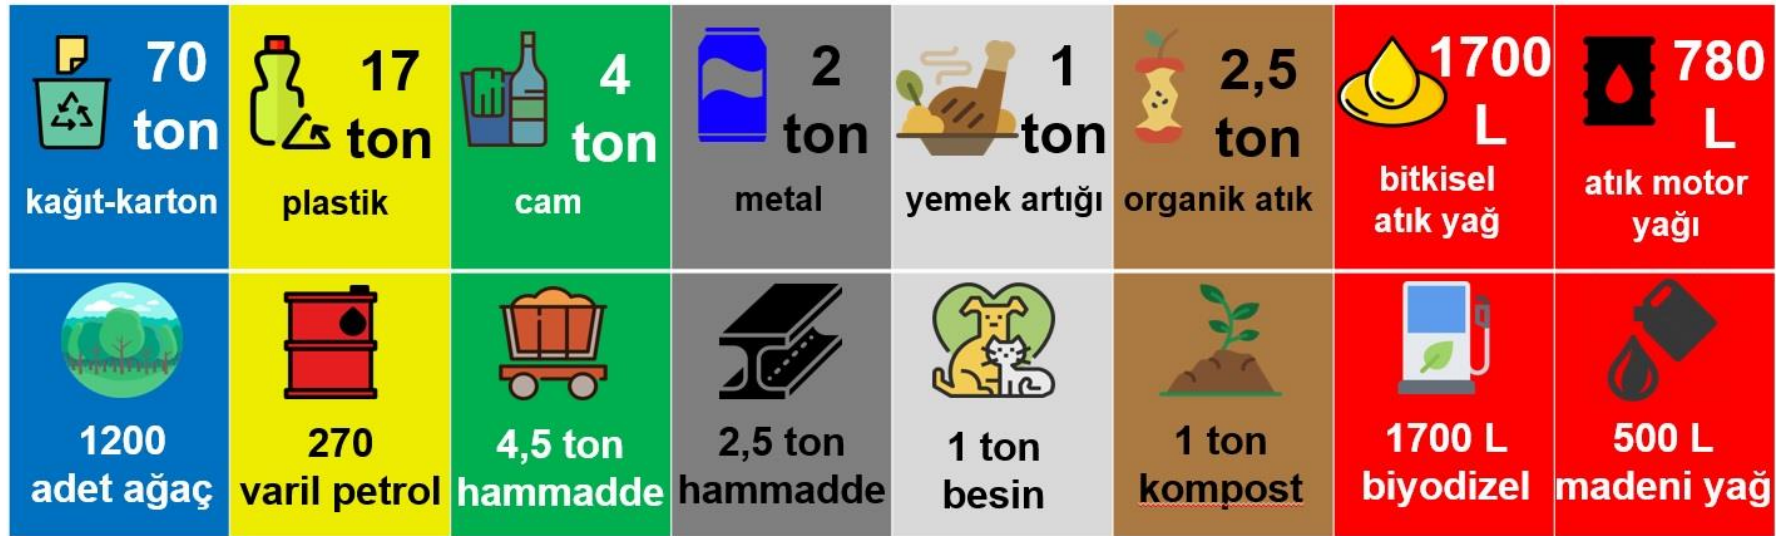 70
ton
kağıt-karton
17
ton
plastik
4
ton
cam
2
ton
metal
1
ton
yemek artığı
2,5
ton
organik atık
1700
L
bitkisel
atık yağ
780
L
atık motor
yağı
1200
adet ağaç
270
varil petrol
4,5 ton
hammadde
2,5 ton
hammadde
1 ton
besin
1 ton
kompost
1700 L
biyodizel
500 L
madeni yağ